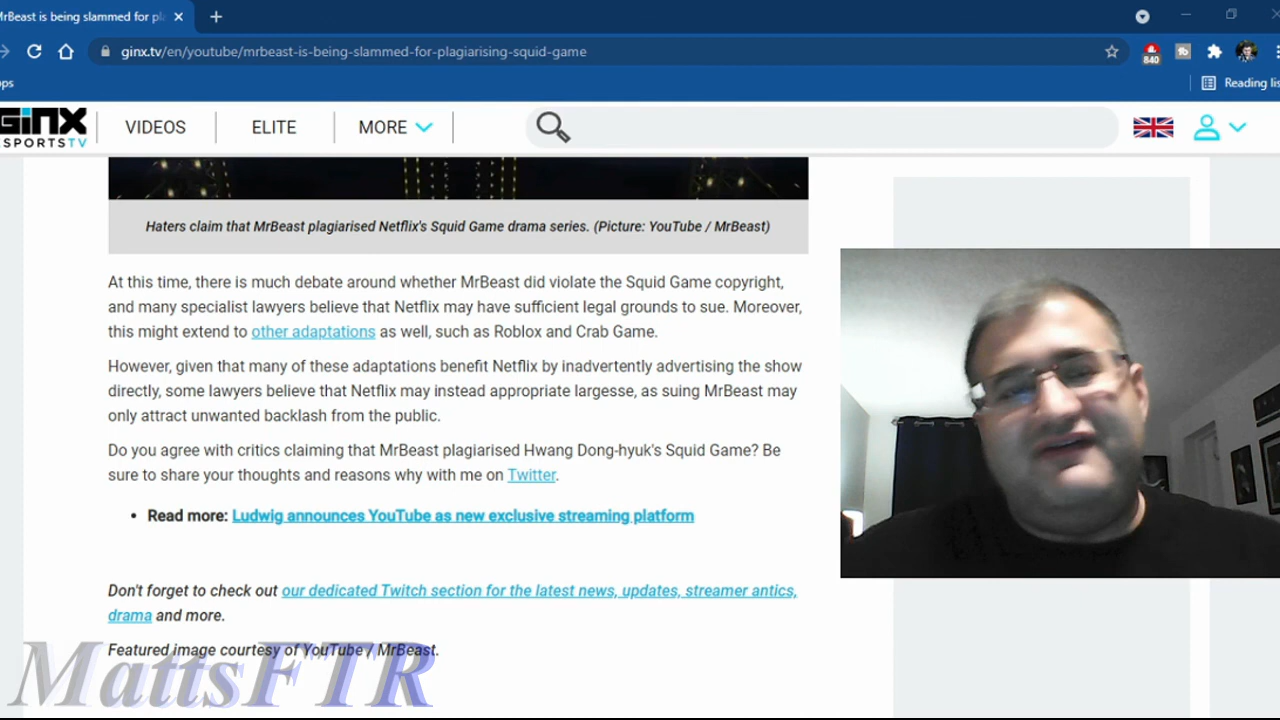 MrBeast is being slammed for pla
ginx.tv/en/youtube/mrbeast-is-being-slammed-for-plagiarising-squid-game
840
Reading lis
GINX
ESPORTSTV
VIDEOS
ELITE
MORE
Haters claim that MrBeast plagiarised Netflix's Squid Game drama series. (Picture: YouTube / MrBeast)
At this time, there is much debate around whether MrBeast did violate the Squid Game copyright,
and many specialist lawyers believe that Netflix may have sufficient legal grounds to sue. Moreover,
this might extend to other adaptations as well, such as Roblox and Crab Game.
However, given that many of these adaptations benefit Netflix by inadvertently advertising the show
directly, some lawyers believe that Netflix may instead appropriate largesse, as suing MrBeast may
only attract unwanted backlash from the public.
Do you agree with critics claiming that MrBeast plagiarised Hwang Dong-hyuk's Squid Game? Be
sure to share your thoughts and reasons why with me on Twitter.
• Read more: Ludwig announces YouTube as new exclusive streaming platform
Don't forget to check out our dedicated Twitch section for the latest news, updates, streamer antics,
drama and more.
Featured image courtesy of YouTube / MrBeast.
MattsFTR